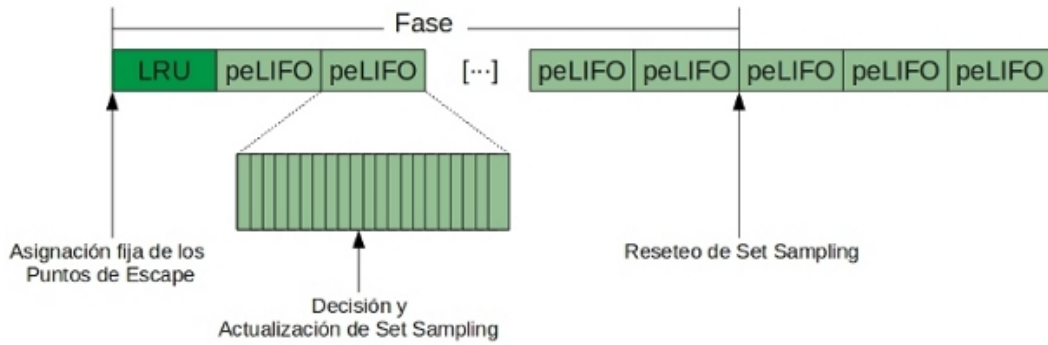 Fase
LRU peLIFO peLIFO [...] peLIFO peLIFO peLIFO peLIFO peLIFO
Asignación fija de los
Puntos de Escape
Reseteo de Set Sampling
Decisión y
Actualización de Set Sampling